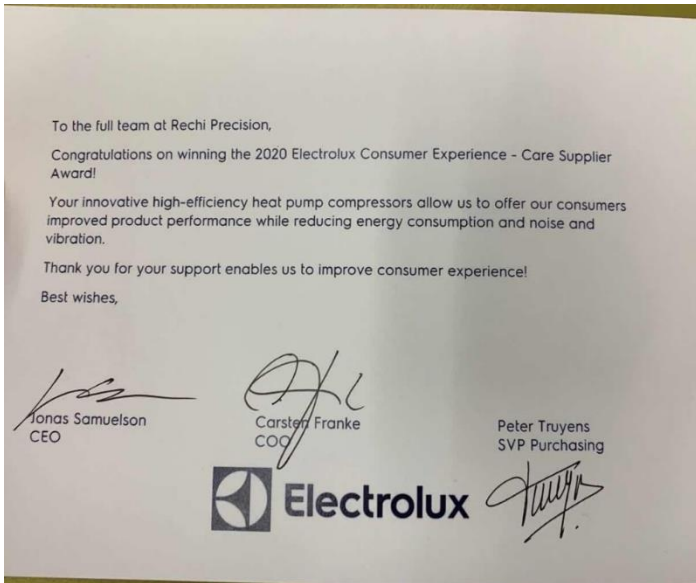 To the full team at Rechi Precision,
Congratulations on winning the 2020 Electrolux Consumer Experience - Care Supplier
Award!
Your innovative high-efficiency heat pump compressors allow us to offer our consumers
improved product performance while reducing energy consumption and noise and
vibration.
Thank you for your support enables us to improve consumer experience!
Best wishes,
Jonas Samuelson
CEO
Carsten Franke
COO
Peter Truyens
SVP Purchasing
Electrolux